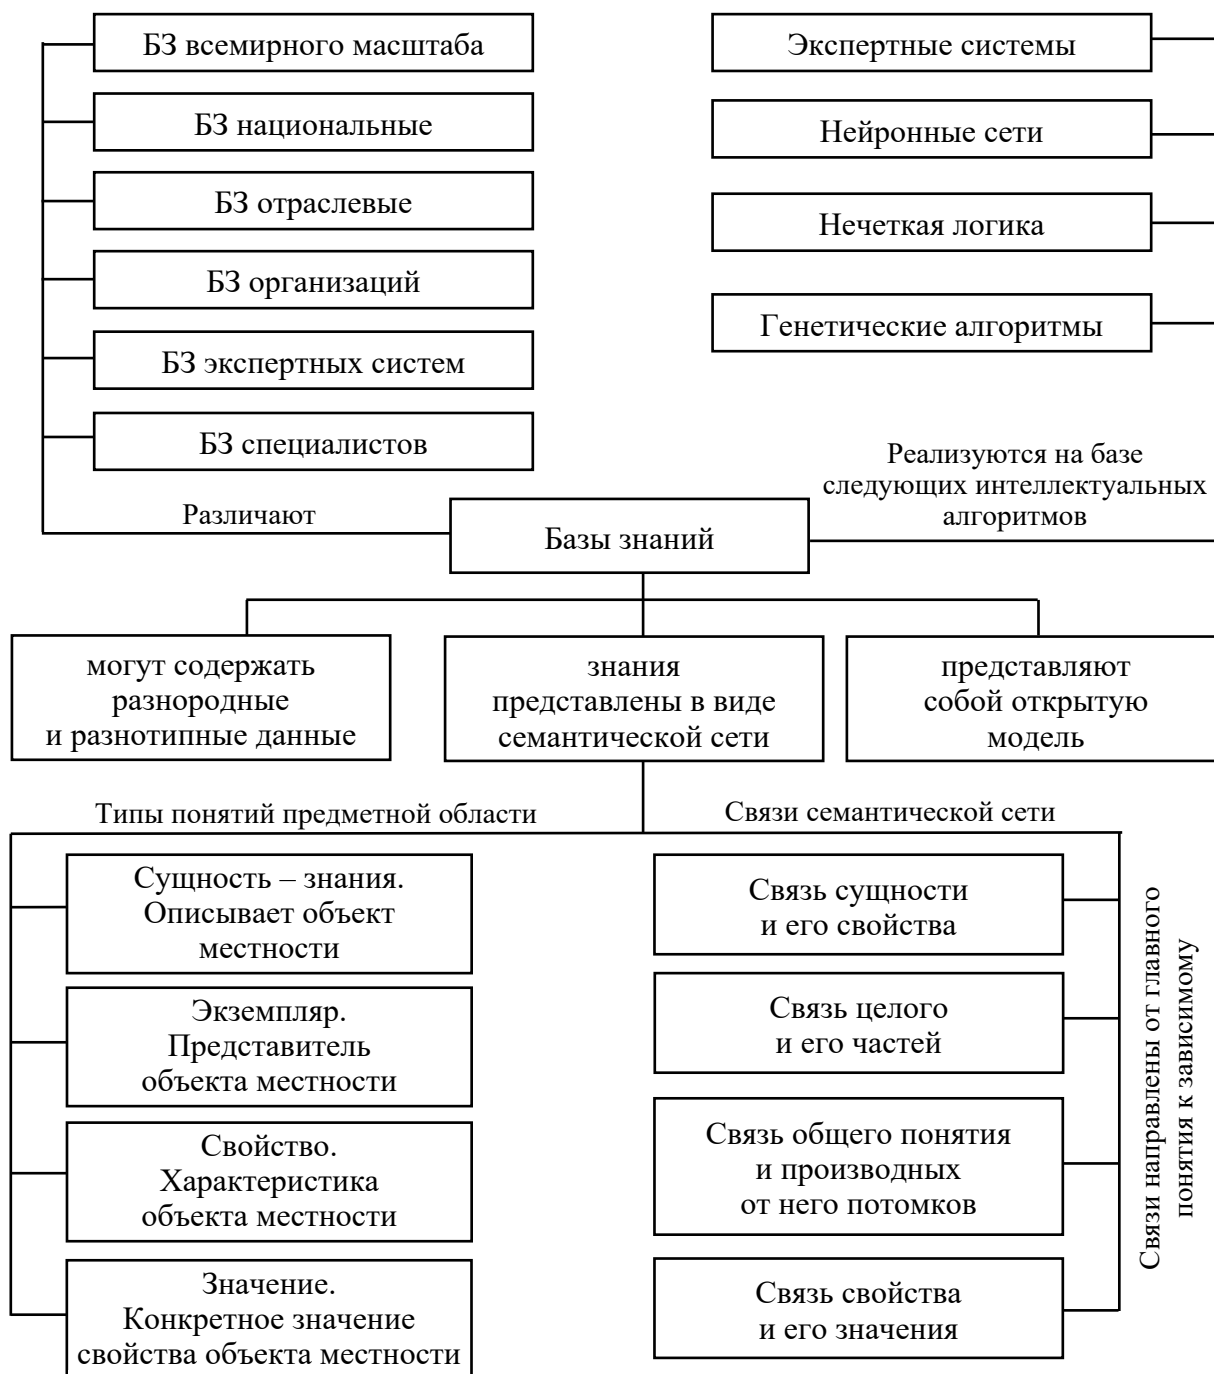 БЗ всемирного масштаба
БЗ национальные
БЗ отраслевые
БЗ организаций
БЗ экспертных систем
БЗ специалистов
Экспертные системы
Нейронные сети
Нечеткая логика
Генетические алгоритмы
Различают
Базы знаний
Реализуются на базе
следующих интеллектуальных
алгоритмов
могут содержать
разнородные
и разнотипные данные
знания
представлены в виде
семантической сети
представляют
собой открытую
модель
Типы понятий предметной области
Связи семантической сети
Сущность – знания.
Описывает объект
местности
Экземпляр.
Представитель
объекта местности
Свойство.
Характеристика
объекта местности
Значение.
Конкретное значение
свойства объекта местности
Связь сущности
и его свойства
Связь целого
и его частей
Связь общего понятия
и производных
от него потомков
Связь свойства
и его значения
Связи направлены от главного
понятия к зависимому